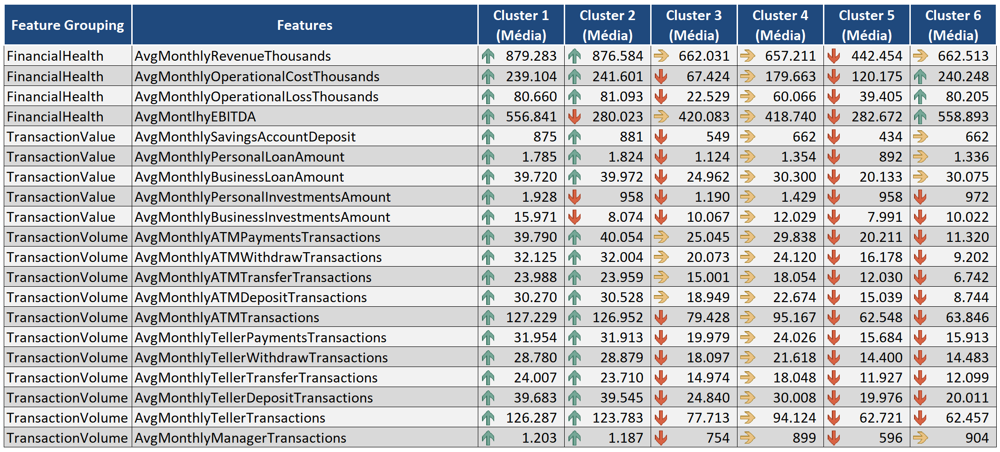 Feature Grouping Features Cluster 1 (Média) Cluster 2 (Média) Cluster 3 (Média) Cluster 4 (Média) Cluster 5 (Média) Cluster 6 (Média)
FinancialHealth AvgMonthlyRevenueThousands 879.283 876.584 662.031 657.211 442.454 662.513
FinancialHealth AvgMonthlyOperationalCostThousands 239.104 241.601 67.424 179.663 120.175 240.248
FinancialHealth AvgMonthlyOperationalLossThousands 80.660 81.093 22.529 60.066 39.405 80.205
FinancialHealth AvgMontlhyEBITDA 556.841 280.023 420.083 418.740 282.672 558.893
TransactionValue AvgMonthlySavingsAccountDeposit 875 881 549 662 434 662
TransactionValue AvgMonthlyPersonalLoanAmount 1.785 1.824 1.124 1.354 892 1.336
TransactionValue AvgMonthlyBusinessLoanAmount 39.720 39.972 24.962 30.300 20.133 30.075
TransactionValue AvgMonthlyPersonalInvestmentsAmount 1.928 958 1.190 1.429 958 972
TransactionValue AvgMonthlyBusinessInvestmentsAmount 15.971 8.074 10.067 12.029 7.991 10.022
TransactionVolume AvgMonthlyATMPaymentsTransactions 39.790 40.054 25.045 29.838 20.211 11.320
TransactionVolume AvgMonthlyATMWithdrawTransactions 32.125 32.004 20.073 24.120 16.178 9.202
TransactionVolume AvgMonthlyATMTransferTransactions 23.988 23.959 15.001 18.054 12.030 6.742
TransactionVolume AvgMonthlyATMDepositTransactions 30.270 30.528 18.949 22.674 15.039 8.744
TransactionVolume AvgMonthlyATMTransactions 127.229 126.952 79.428 95.167 62.548 63.846
TransactionVolume AvgMonthlyTellerPaymentsTransactions 31.954 31.913 19.979 24.026 15.684 15.913
TransactionVolume AvgMonthlyTellerWithdrawTransactions 28.780 28.879 18.097 21.618 14.400 14.483
TransactionVolume AvgMonthlyTellerTransferTransactions 24.007 23.710 14.974 18.048 11.927 12.099
TransactionVolume AvgMonthlyTellerDepositTransactions 39.683 39.545 24.840 30.008 19.976 20.011
TransactionVolume AvgMonthlyTellerTransactions 126.287 123.783 77.713 94.124 62.721 62.457
TransactionVolume AvgMonthlyManagerTransactions 1.203 1.187 754 899 596 904